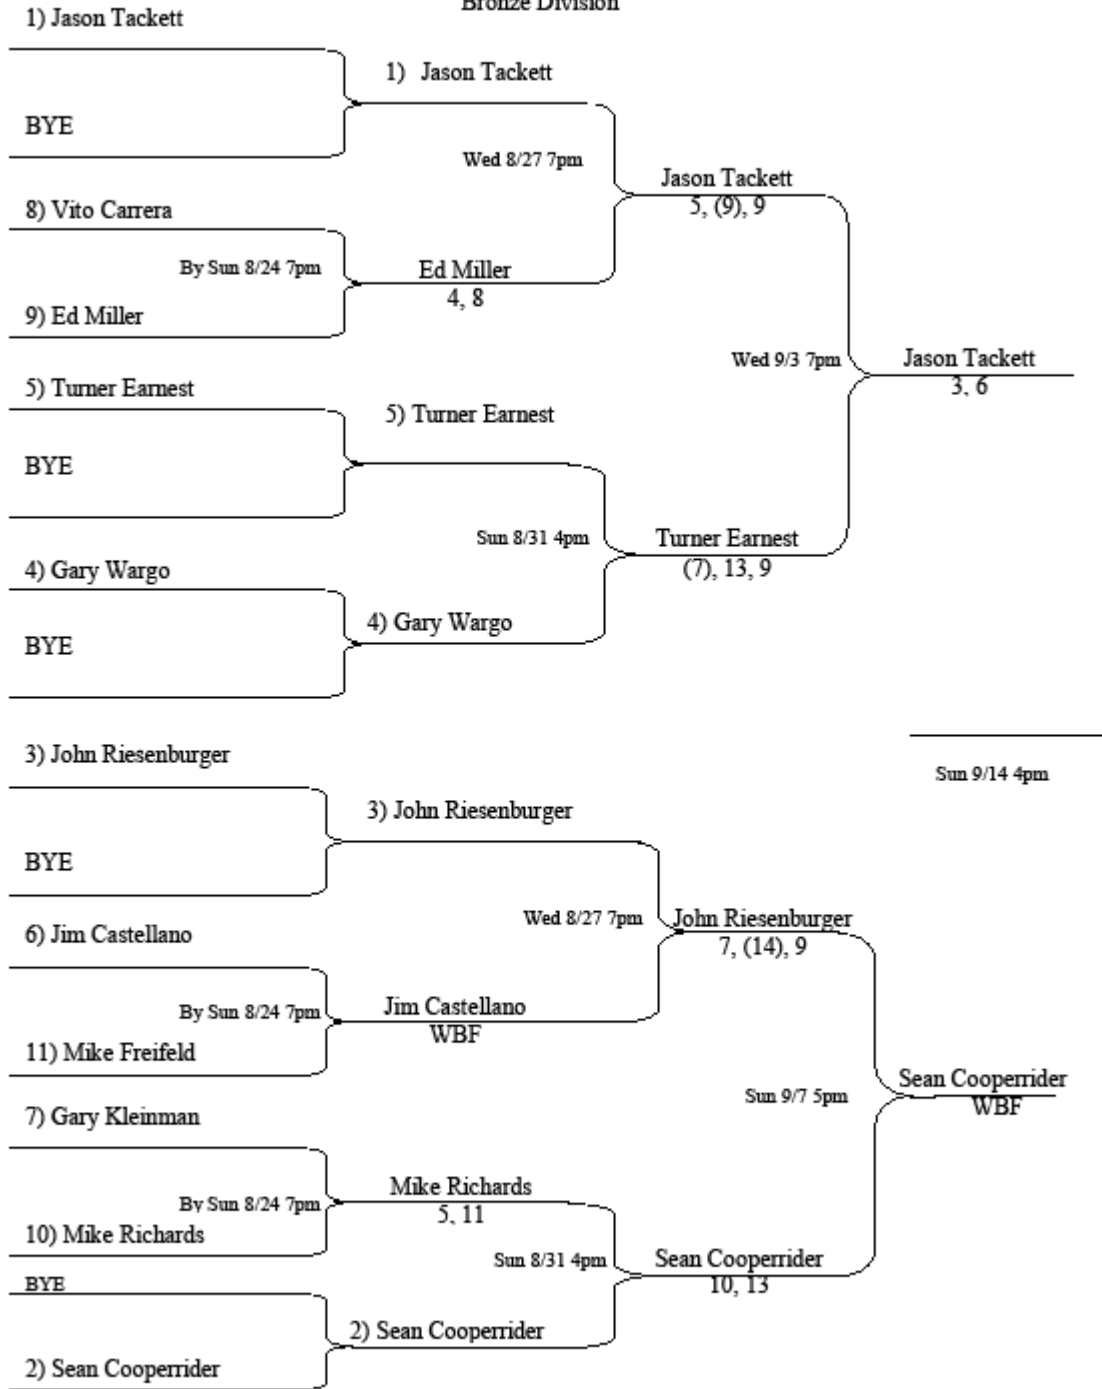 Bronze Division
1) Jason Tackett
1) Jason Tackett
BYE
Wed 8/27 7pm
Jason Tackett
5, (9), 9
8) Vito Carrera
By Sun 8/24 7pm
Ed Miller
4, 8
9) Ed Miller
Wed 9/3 7pm
Jason Tackett
3, 6
5) Turner Earnest
5) Turner Earnest
BYE
Sun 8/31 4pm
Turner Earnest
(7), 13, 9
4) Gary Wargo
4) Gary Wargo
BYE
3) John Riesenburger
Sun 9/14 4pm
3) John Riesenburger
BYE
Wed 8/27 7pm
John Riesenburger
7, (14), 9
6) Jim Castellano
By Sun 8/24 7pm
Jim Castellano
WBF
11) Mike Freifeld
Sun 9/7 5pm
Sean Cooperrider
WBF
7) Gary Kleinman
Mike Richards
5, 11
By Sun 8/24 7pm
10) Mike Richards
Sun 8/31 4pm
Sean Cooperrider
10, 13
BYE
2) Sean Cooperrider
2) Sean Cooperrider